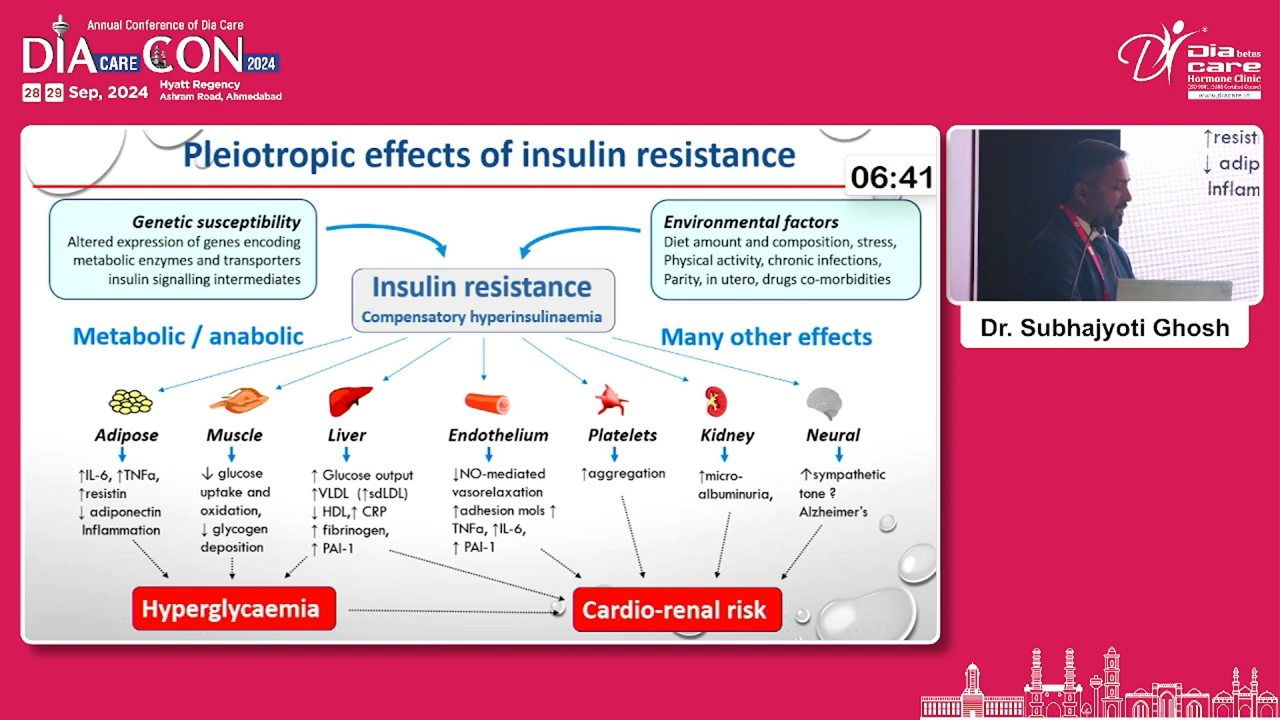 Annual Conference of Dia Care
DIA CARE CON 2024
28 29 Sep, 2024
Hyatt Regency
Ashram Road, Ahmedabad
Diabetes
care
Hormone Clinic
www.diacare.in
Pleiotropic effects of insulin resistance
06:41
Genetic susceptibility
Altered expression of genes encoding
metabolic enzymes and transporters
insulin signalling intermediates
Environmental factors
Diet amount and composition, stress,
Physical activity, chronic infections,
Parity, in utero, drugs co-morbidities
Insulin resistance
Compensatory hyperinsulinaemia
Metabolic / anabolic
Many other effects
Adipose
↑IL-6, ↑TNFα,
↑resistin
↓ adiponectin
Inflammation
Muscle
↓ glucose
uptake and
oxidation,
↓ glycogen
deposition
Liver
↑ Glucose output
↑VLDL (↑sdLDL)
↓ HDL,↑ CRP
↑ fibrinogen,
↑ PAI-1
Endothelium
↓NO-mediated
vasorelaxation
↑adhesion mols ↑
TNFα, ↑IL-6,
↑ PAI-1
Platelets
↑aggregation
Kidney
↑micro-
albuminuria,
Neural
↑sympathetic
tone ?
Alzheimer's
Hyperglycaemia
Cardio-renal risk
↑resist
↓ adip
Inflam
Dr. Subhajyoti Ghosh